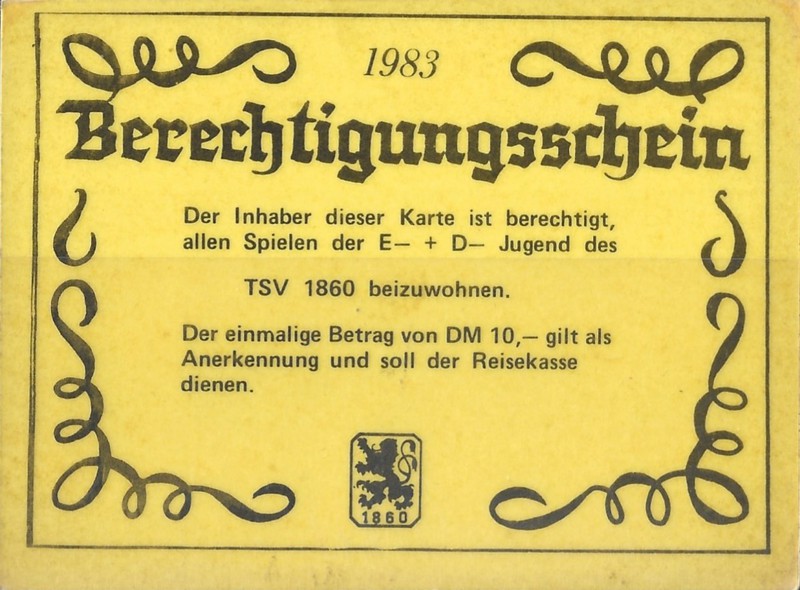 1983
Berechtigungsschein
Der Inhaber dieser Karte ist berechtigt,
allen Spielen der E– + D– Jugend des
TSV 1860 beizuwohnen.
Der einmalige Betrag von DM 10,– gilt als
Anerkennung und soll der Reisekasse
dienen.
1860